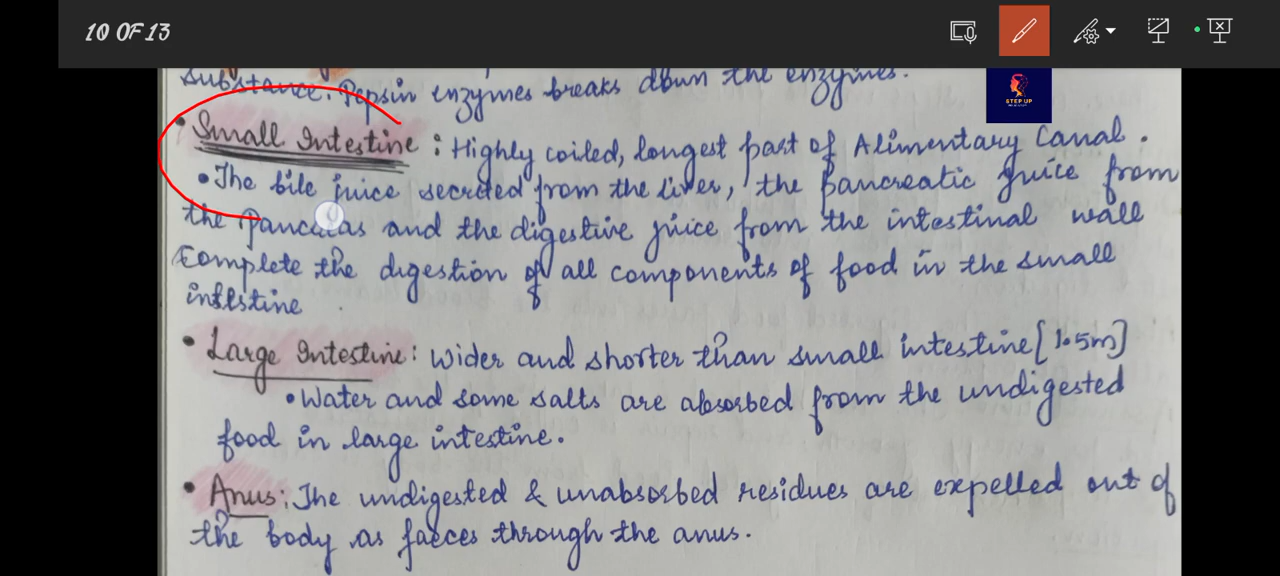 10 OF 13
substance. Pepsin enzymes breaks down the enzymes.
STEP UP
• Small Intestine : Highly coiled, longest part of Alimentary Canal.
• The bile juice secreted from the liver, the pancreatic juice from
the Pancreas and the digestive juice from the intestinal wall
Complete the digestion of all components of food in the small
intestine
• Large Intestine: Wider and shorter than small intestine [1.5m]
• Water and some salts are absorbed from the undigested
food in large intestine.
• Anus: The undigested & unabsorbed residues are expelled out of
the body as faeces through the anus.